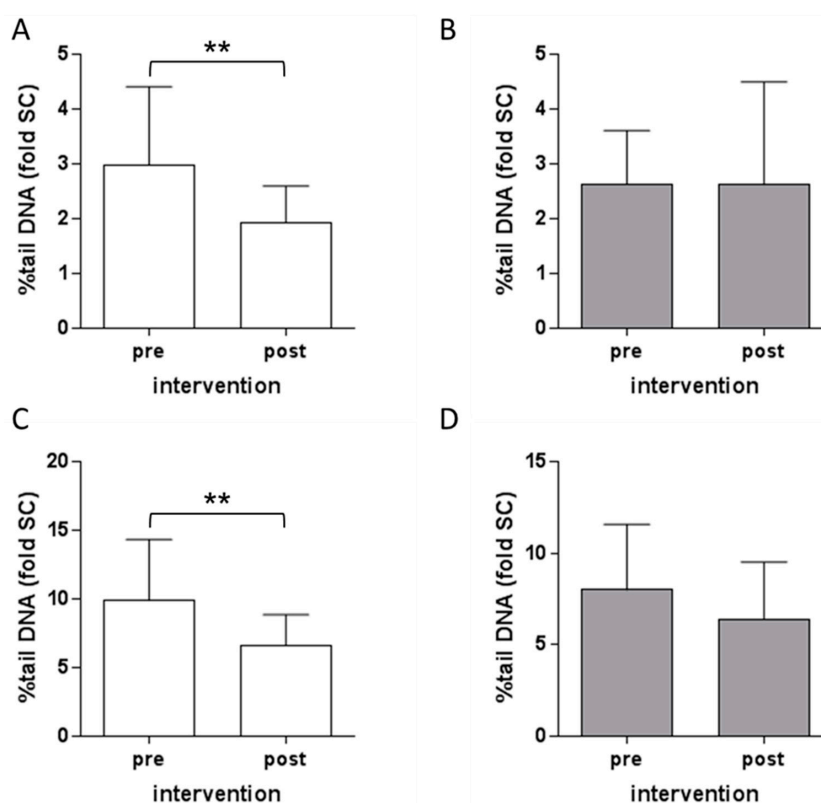 A
**
5
4
3
2
1
0
%tail DNA (fold SC)
pre post
intervention
B
5
4
3
2
1
0
%tail DNA (fold SC)
pre post
intervention
C
**
20
15
10
5
0
%tail DNA (fold SC)
pre post
intervention
D
15
10
5
0
%tail DNA (fold SC)
pre post
intervention